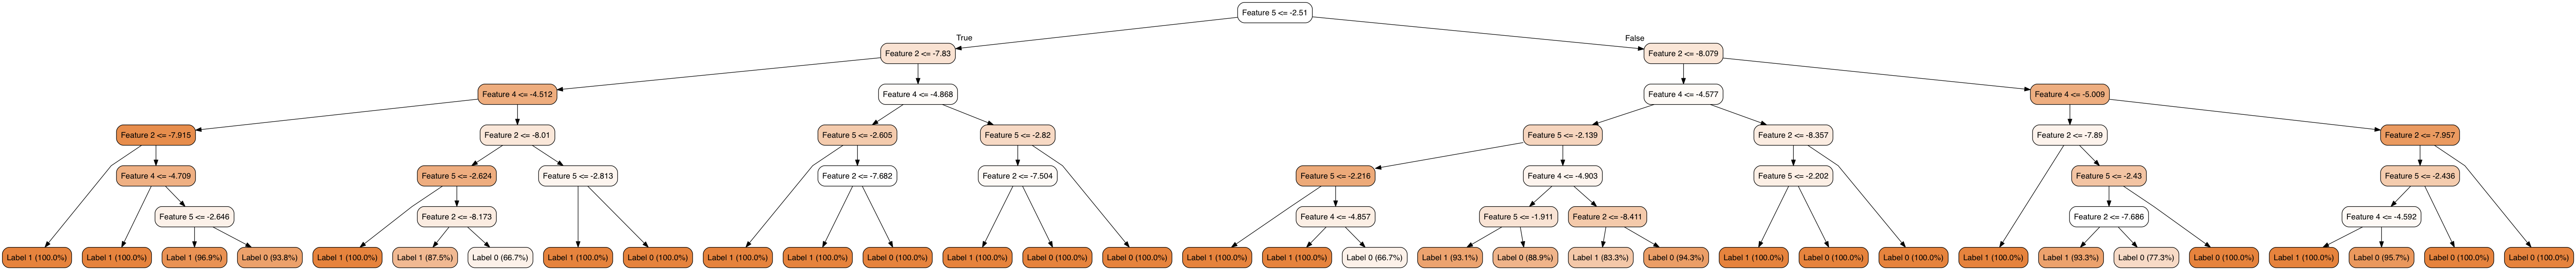 Feature 5 <= -2.51
True
False
Feature 2 <= -7.83
Feature 2 <= -8.079
Feature 4 <= -4.512
Feature 4 <= -4.868
Feature 4 <= -4.577
Feature 4 <= -5.009
Feature 2 <= -7.915
Feature 2 <= -8.01
Feature 5 <= -2.605
Feature 5 <= -2.82
Feature 5 <= -2.139
Feature 2 <= -8.357
Feature 2 <= -7.89
Feature 2 <= -7.957
Feature 4 <= -4.709
Feature 5 <= -2.624
Feature 5 <= -2.813
Feature 2 <= -7.682
Feature 2 <= -7.504
Feature 5 <= -2.216
Feature 4 <= -4.903
Feature 5 <= -2.202
Feature 5 <= -2.43
Feature 5 <= -2.436
Feature 5 <= -2.646
Feature 2 <= -8.173
Feature 4 <= -4.857
Feature 5 <= -1.911
Feature 2 <= -8.411
Feature 2 <= -7.686
Feature 4 <= -4.592
Label 1 (100.0%)
Label 1 (100.0%)
Label 1 (96.9%)
Label 0 (93.8%)
Label 1 (100.0%)
Label 1 (87.5%)
Label 0 (66.7%)
Label 1 (100.0%)
Label 0 (100.0%)
Label 1 (100.0%)
Label 1 (100.0%)
Label 0 (100.0%)
Label 1 (100.0%)
Label 0 (100.0%)
Label 0 (100.0%)
Label 1 (100.0%)
Label 1 (100.0%)
Label 0 (66.7%)
Label 1 (93.1%)
Label 0 (88.9%)
Label 1 (83.3%)
Label 0 (94.3%)
Label 1 (100.0%)
Label 0 (100.0%)
Label 0 (100.0%)
Label 1 (100.0%)
Label 1 (93.3%)
Label 0 (77.3%)
Label 0 (100.0%)
Label 1 (100.0%)
Label 0 (95.7%)
Label 0 (100.0%)
Label 0 (100.0%)